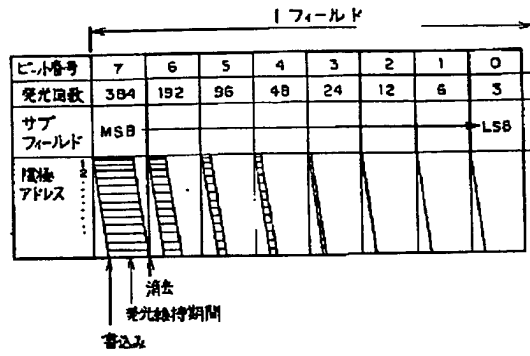 1フィールド
ビット番号 7 6 5 4 3 2 1 0
発光回数 384 192 96 48 24 12 6 3
サブフィールド MSB LSB
陰極アドレス 1 2
消去
発光維持期間
書込み